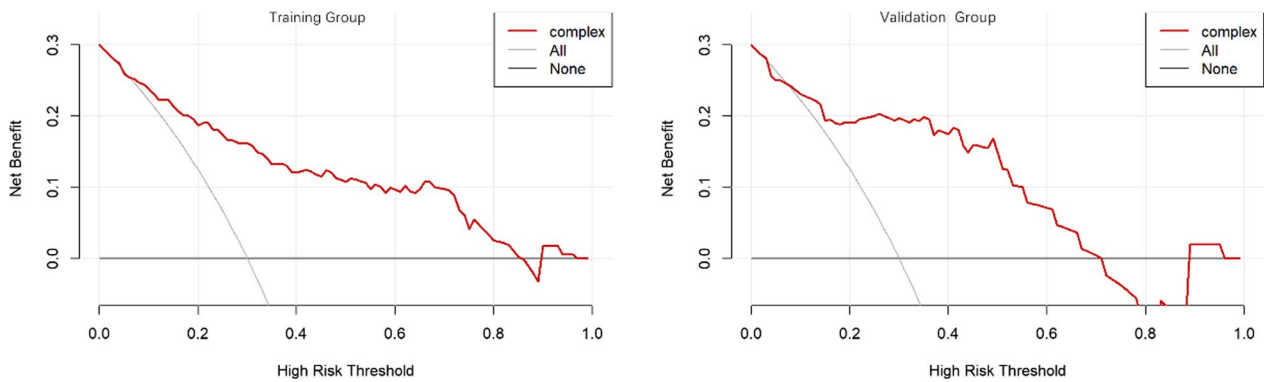 Training Group
complex
All
None
Net Benefit
0.3
0.2
0.1
0.0
0.0 0.2 0.4 0.6 0.8 1.0
High Risk Threshold
Validation Group
complex
All
None
Net Benefit
0.3
0.2
0.1
0.0
0.0 0.2 0.4 0.6 0.8 1.0
High Risk Threshold